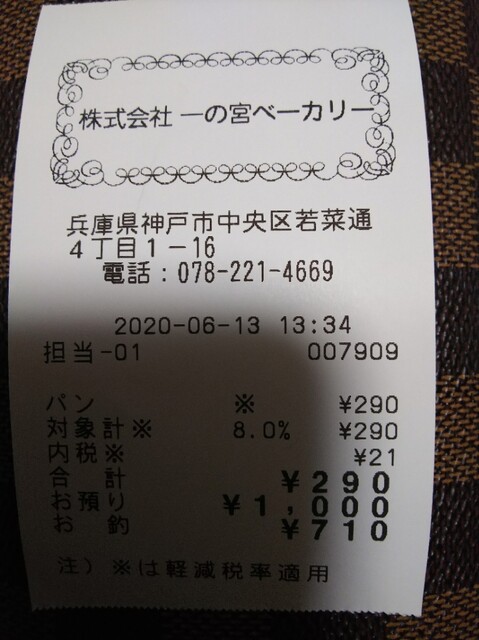 株式会社 一の宮ベーカリー
兵庫県神戸市中央区若菜通
4丁目1-16
電話:078-221-4669
2020-06-13 13:34
担当-01 007909
パン ※ ¥290
対象計※ 8.0% ¥290
内税※ ¥21
合 計 ¥290
お預り ¥1,000
お 釣 ¥710
注)※は軽減税率適用